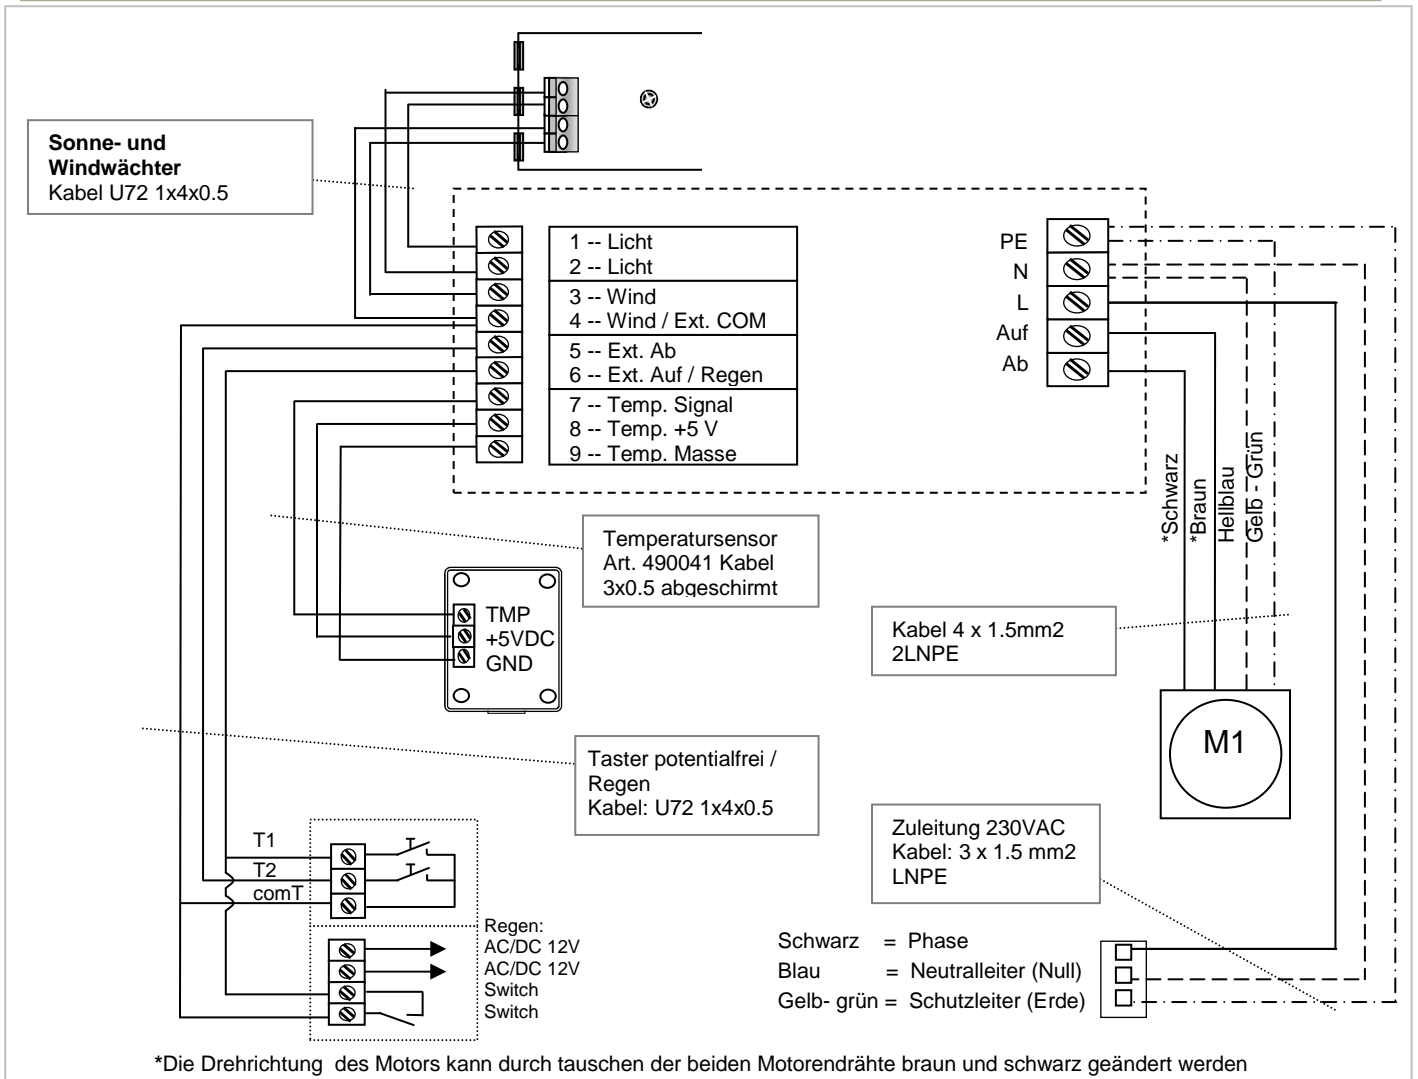 Sonne- und
Windwächter
Kabel U72 1x4x0.5
1 -- Licht
2 -- Licht
3 -- Wind
4 -- Wind / Ext. COM
5 -- Ext. Ab
6 -- Ext. Auf / Regen
7 -- Temp. Signal
8 -- Temp. +5 V
9 -- Temp. Masse
PE
N
L
Auf
Ab
*Schwarz
*Braun
Hellblau
Gelb - Grün
Temperatursensor
Art. 490041 Kabel
3x0.5 abgeschirmt
TMP
+5VDC
GND
Kabel 4 x 1.5mm2
2LNPE
M1
Taster potentialfrei /
Regen
Kabel: U72 1x4x0.5
Zuleitung 230VAC
Kabel: 3 x 1.5 mm2
LNPE
T1
T2
comT
Regen:
AC/DC 12V
AC/DC 12V
Switch
Switch
Schwarz = Phase
Blau = Neutralleiter (Null)
Gelb- grün = Schutzleiter (Erde)
*Die Drehrichtung des Motors kann durch tauschen der beiden Motorendrähte braun und schwarz geändert werden